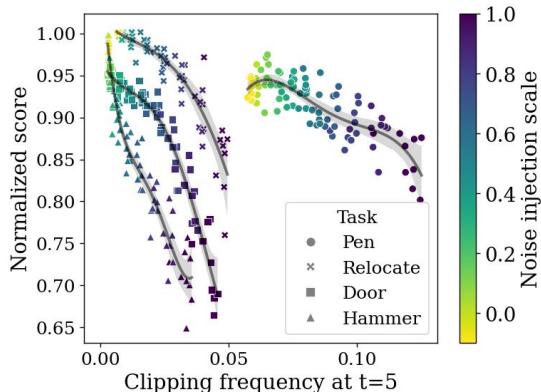 1.00
0.95
0.90
0.85
0.80
0.75
0.70
0.65
Normalized score
0.00
0.05
0.10
Clipping frequency at t=5
Task
Pen
Relocate
Door
Hammer
1.0
0.8
0.6
0.4
0.2
0.0
Noise injection scale